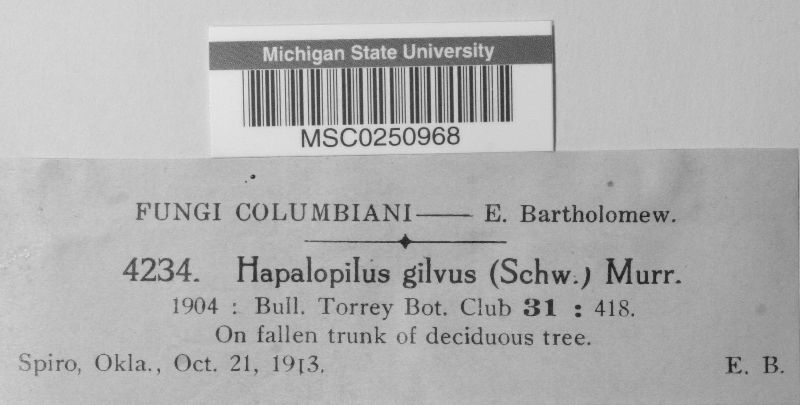 Michigan State University
MSC0250968
FUNGI COLUMBIANI—— E. Bartholomew.
4234. Hapalopilus gilvus (Schw.) Murr.
1904 : Bull. Torrey Bot. Club 31 : 418.
On fallen trunk of deciduous tree.
Spiro, Okla., Oct. 21, 1913. E. B.